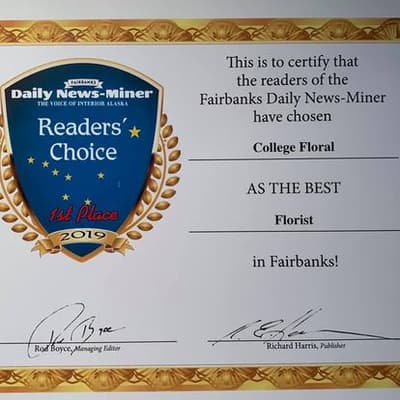 FAIRBANKS
Daily News-Miner
THE VOICE OF INTERIOR ALASKA
Readers' Choice
1st Place
2019
This is to certify that
the readers of the
Fairbanks Daily News-Miner
have chosen
College Floral
AS THE BEST
Florist
in Fairbanks!
Rod Boyce, Managing Editor
Richard Harris, Publisher